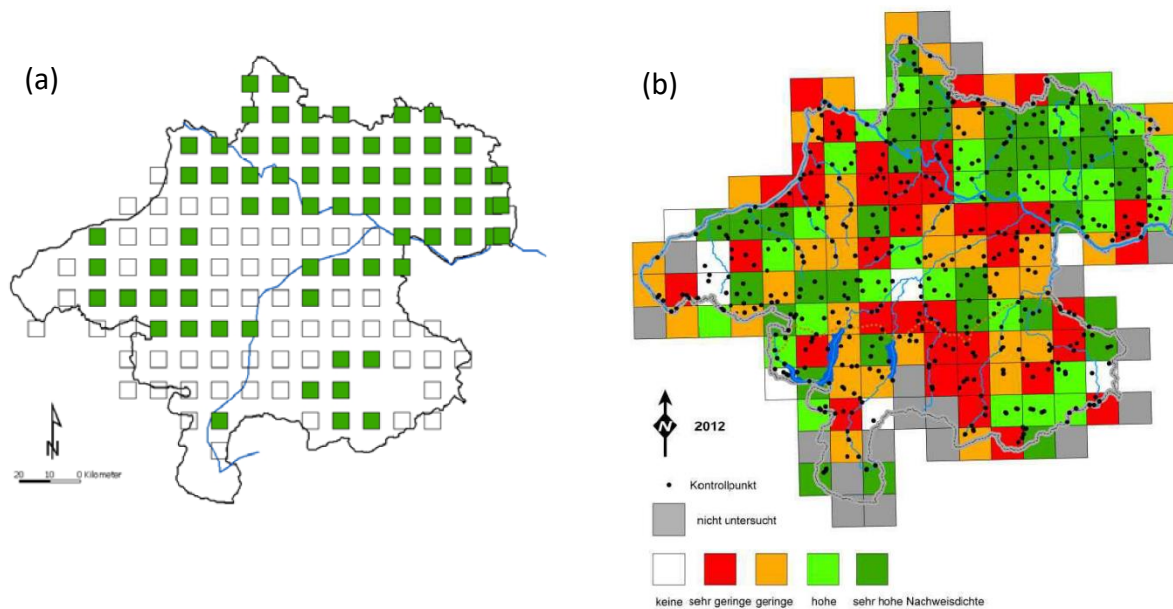 (a)
N
20 10 0 Kilometer
(b)
N 2012
Kontrollpunkt
nicht untersucht
keine sehr geringe geringe hohe sehr hohe Nachweisdichte